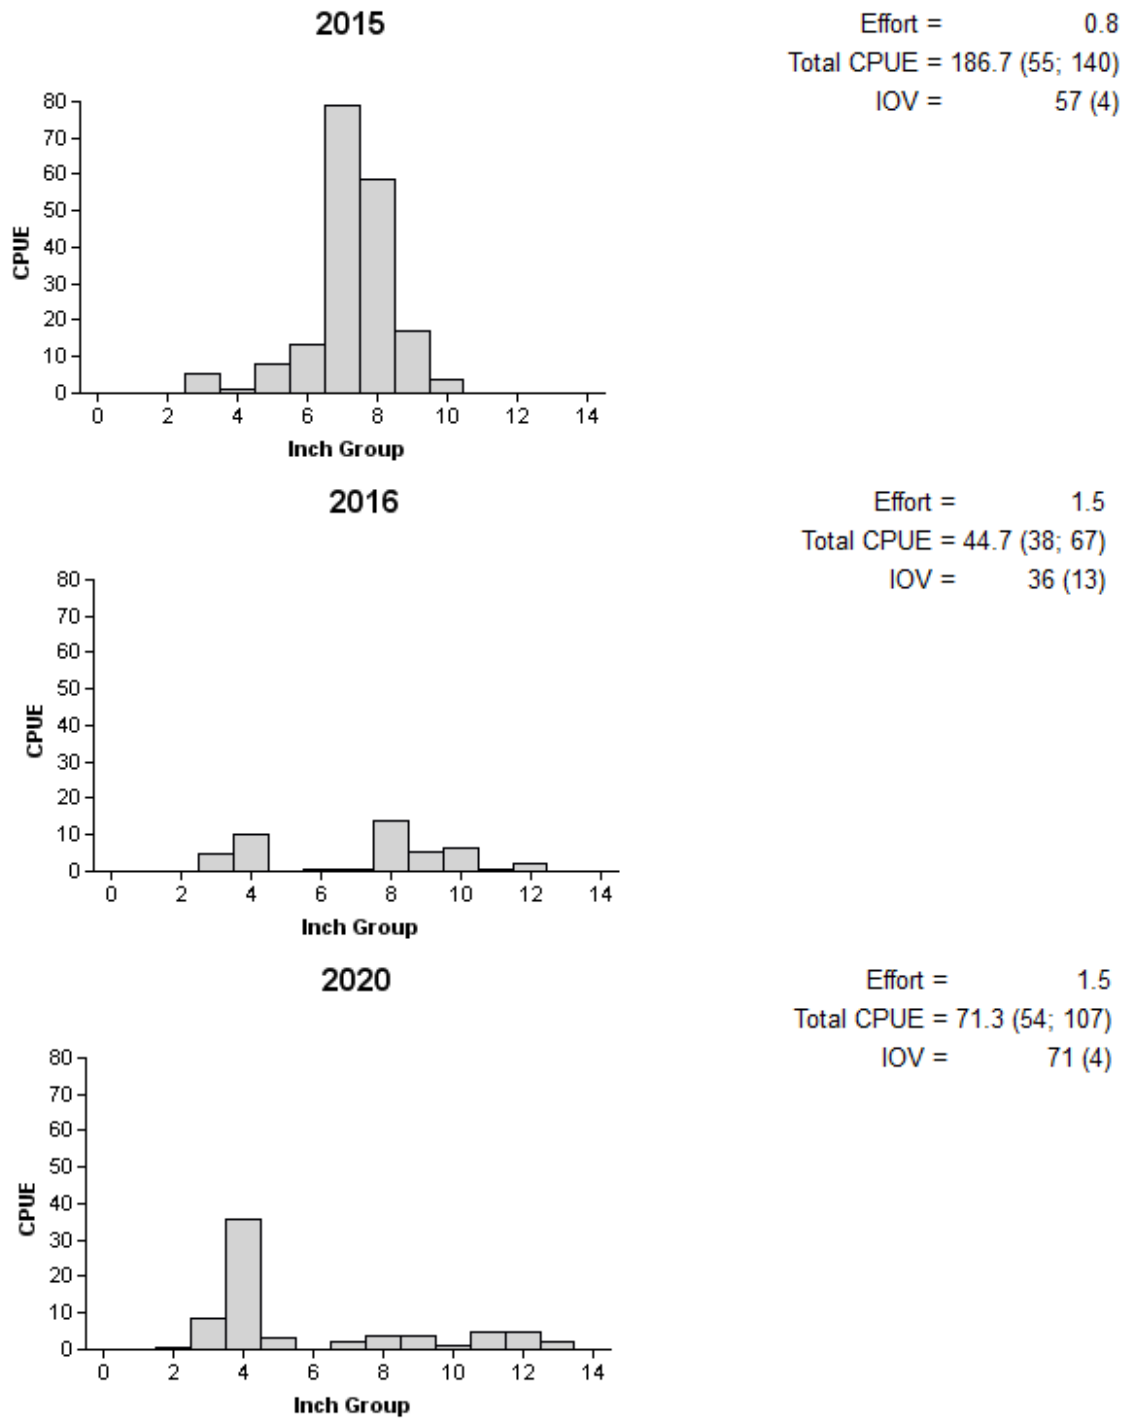 2015
Effort = 0.8
Total CPUE = 186.7 (55; 140)
IOV = 57 (4)
80
70
60
50
40
30
20
10
0
CPUE
0 2 4 6 8 10 12 14
Inch Group
2016
Effort = 1.5
Total CPUE = 44.7 (38; 67)
IOV = 36 (13)
80
70
60
50
40
30
20
10
0
CPUE
0 2 4 6 8 10 12 14
Inch Group
2020
Effort = 1.5
Total CPUE = 71.3 (54; 107)
IOV = 71 (4)
80
70
60
50
40
30
20
10
0
CPUE
0 2 4 6 8 10 12 14
Inch Group